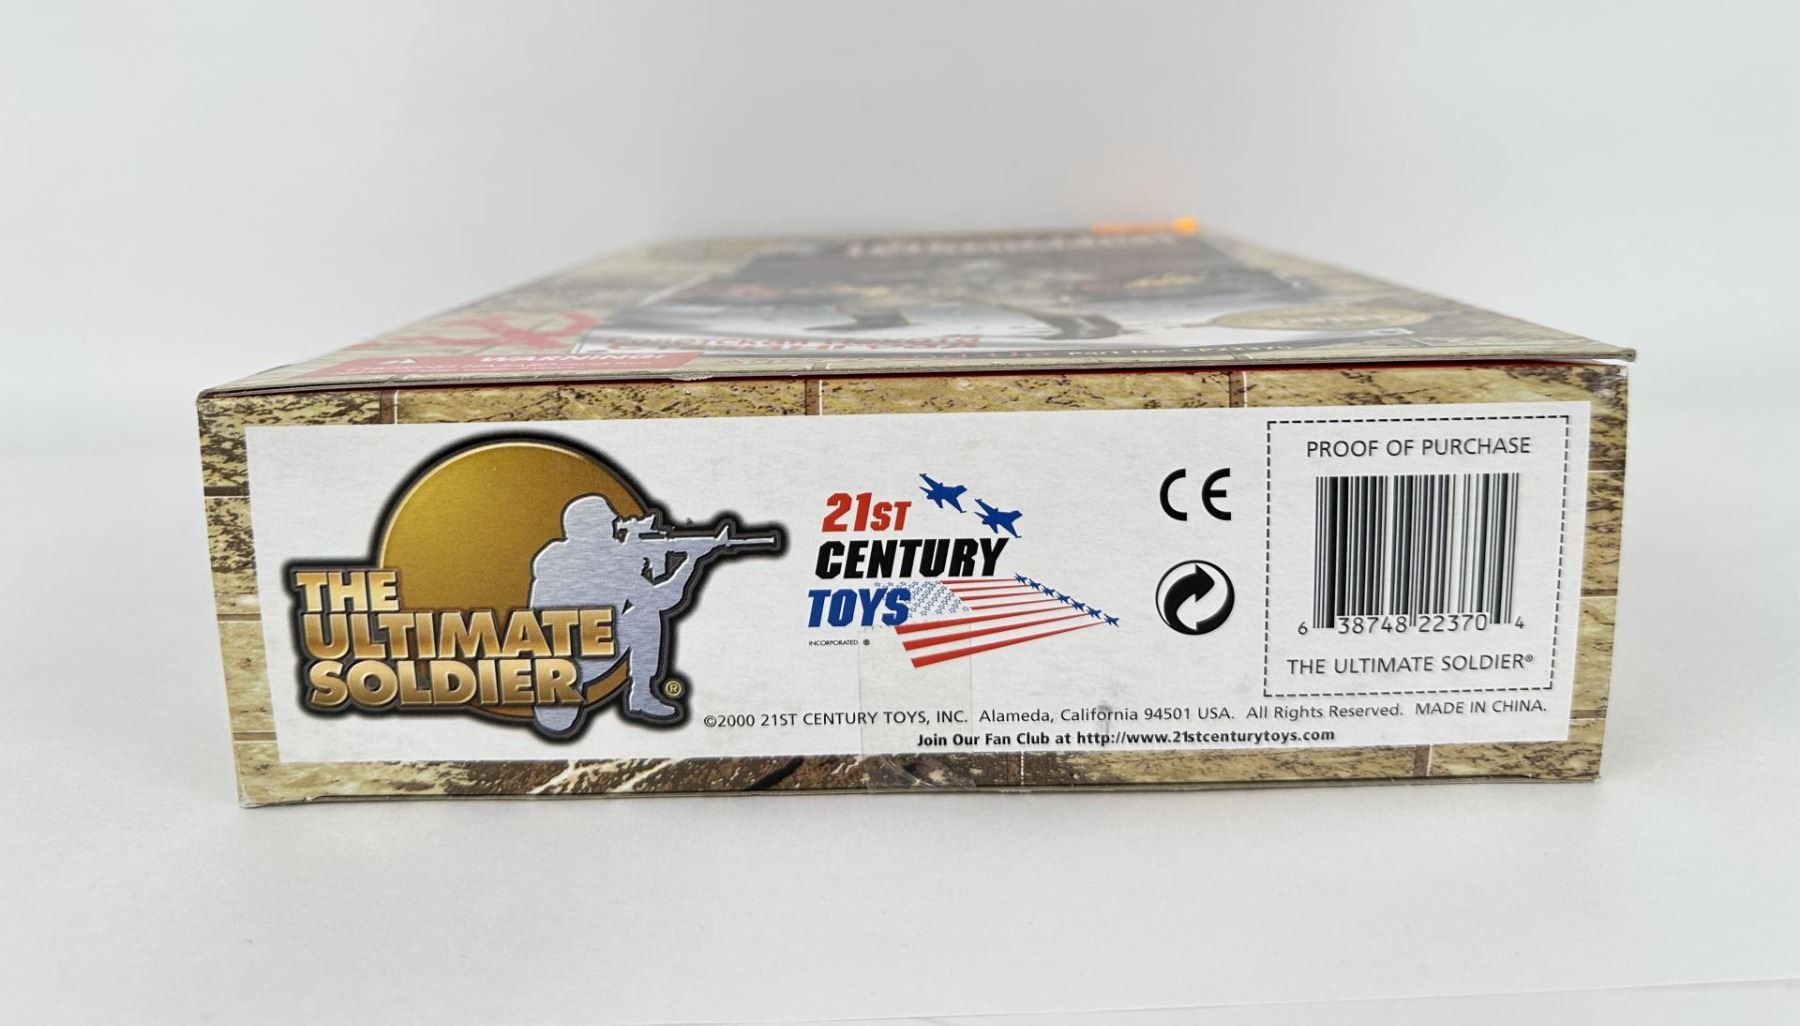 WARNING!
THE
ULTIMATE
SOLDIER
®
21ST
CENTURY
TOYS
INCORPORATED ®
CE
PROOF OF PURCHASE
6 38748 22370 4
THE ULTIMATE SOLDIER®
©2000 21ST CENTURY TOYS, INC. Alameda, California 94501 USA. All Rights Reserved. MADE IN CHINA.
Join Our Fan Club at http://www.21stcenturytoys.com